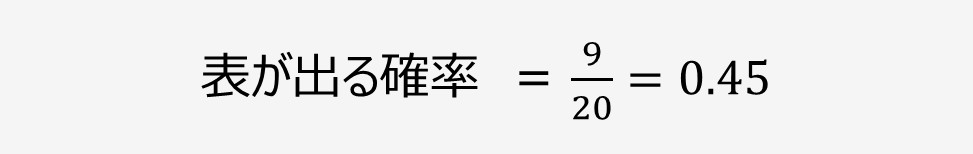 表が出る確率 = 9/20 = 0.45